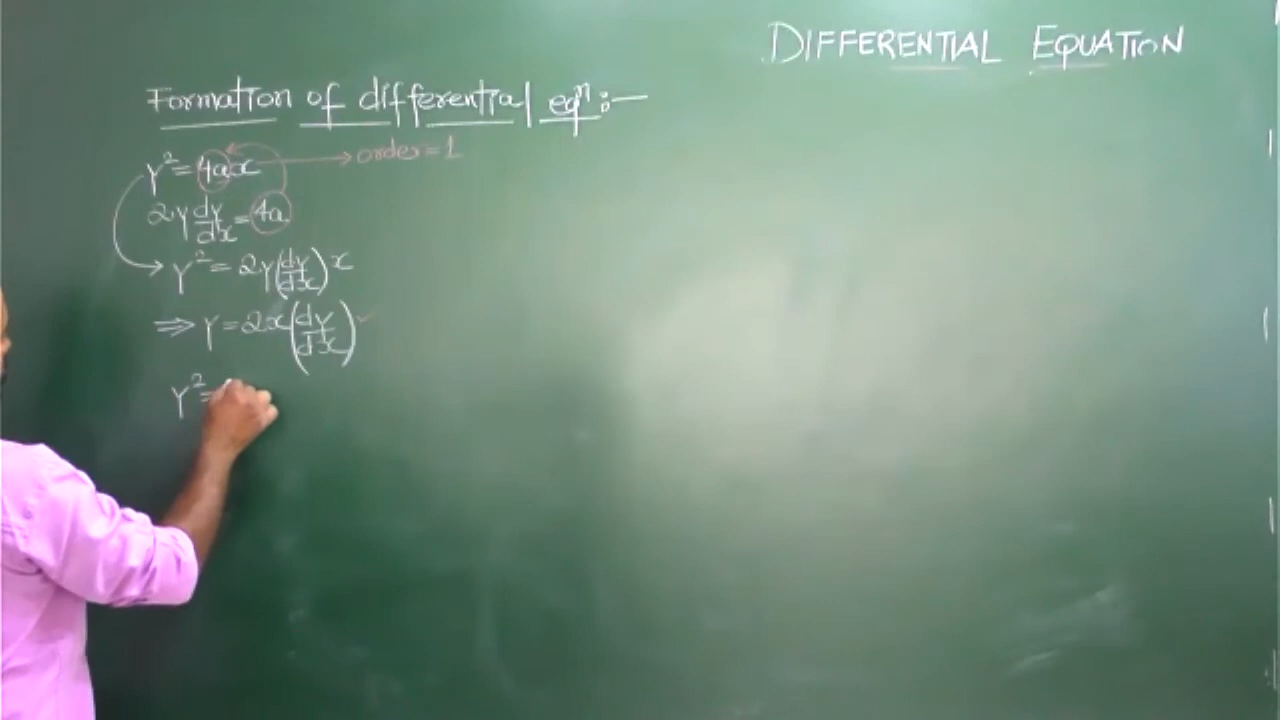 DIFFERENTIAL EQUATION
Formation of differential eqⁿ:—
y² = 4ax → order = 1
2y dy/dx = 4a
y² = 2y(dy/dx)x
⇒ y = 2x(dy/dx)
y² =